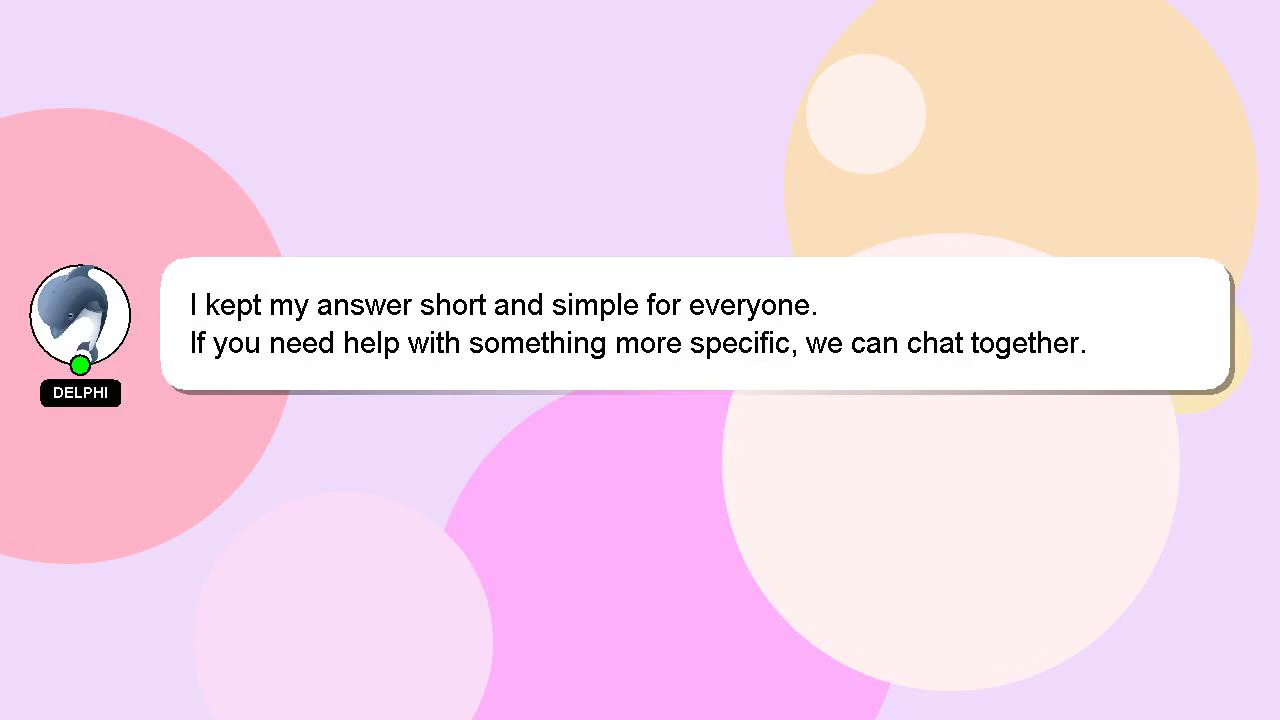 I kept my answer short and simple for everyone.
If you need help with something more specific, we can chat together.
DELPHI